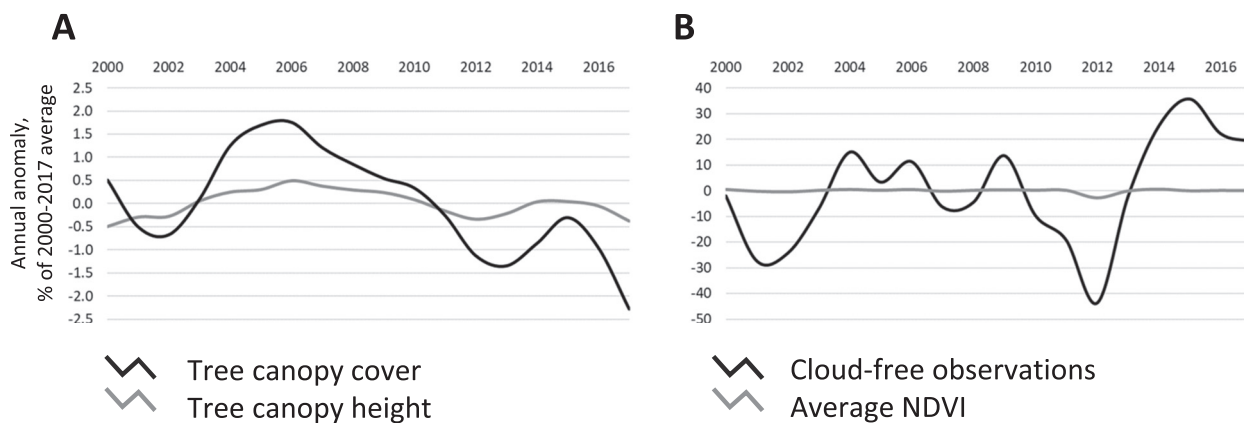 A
2000 2002 2004 2006 2008 2010 2012 2014 2016
2.5
2.0
1.5
1.0
0.5
0.0
-0.5
-1.0
-1.5
-2.0
-2.5
Annual anomaly,
% of 2000-2017 average
Tree canopy cover
Tree canopy height
B
2000 2002 2004 2006 2008 2010 2012 2014 2016
40
30
20
10
0
-10
-20
-30
-40
-50
Cloud-free observations
Average NDVI